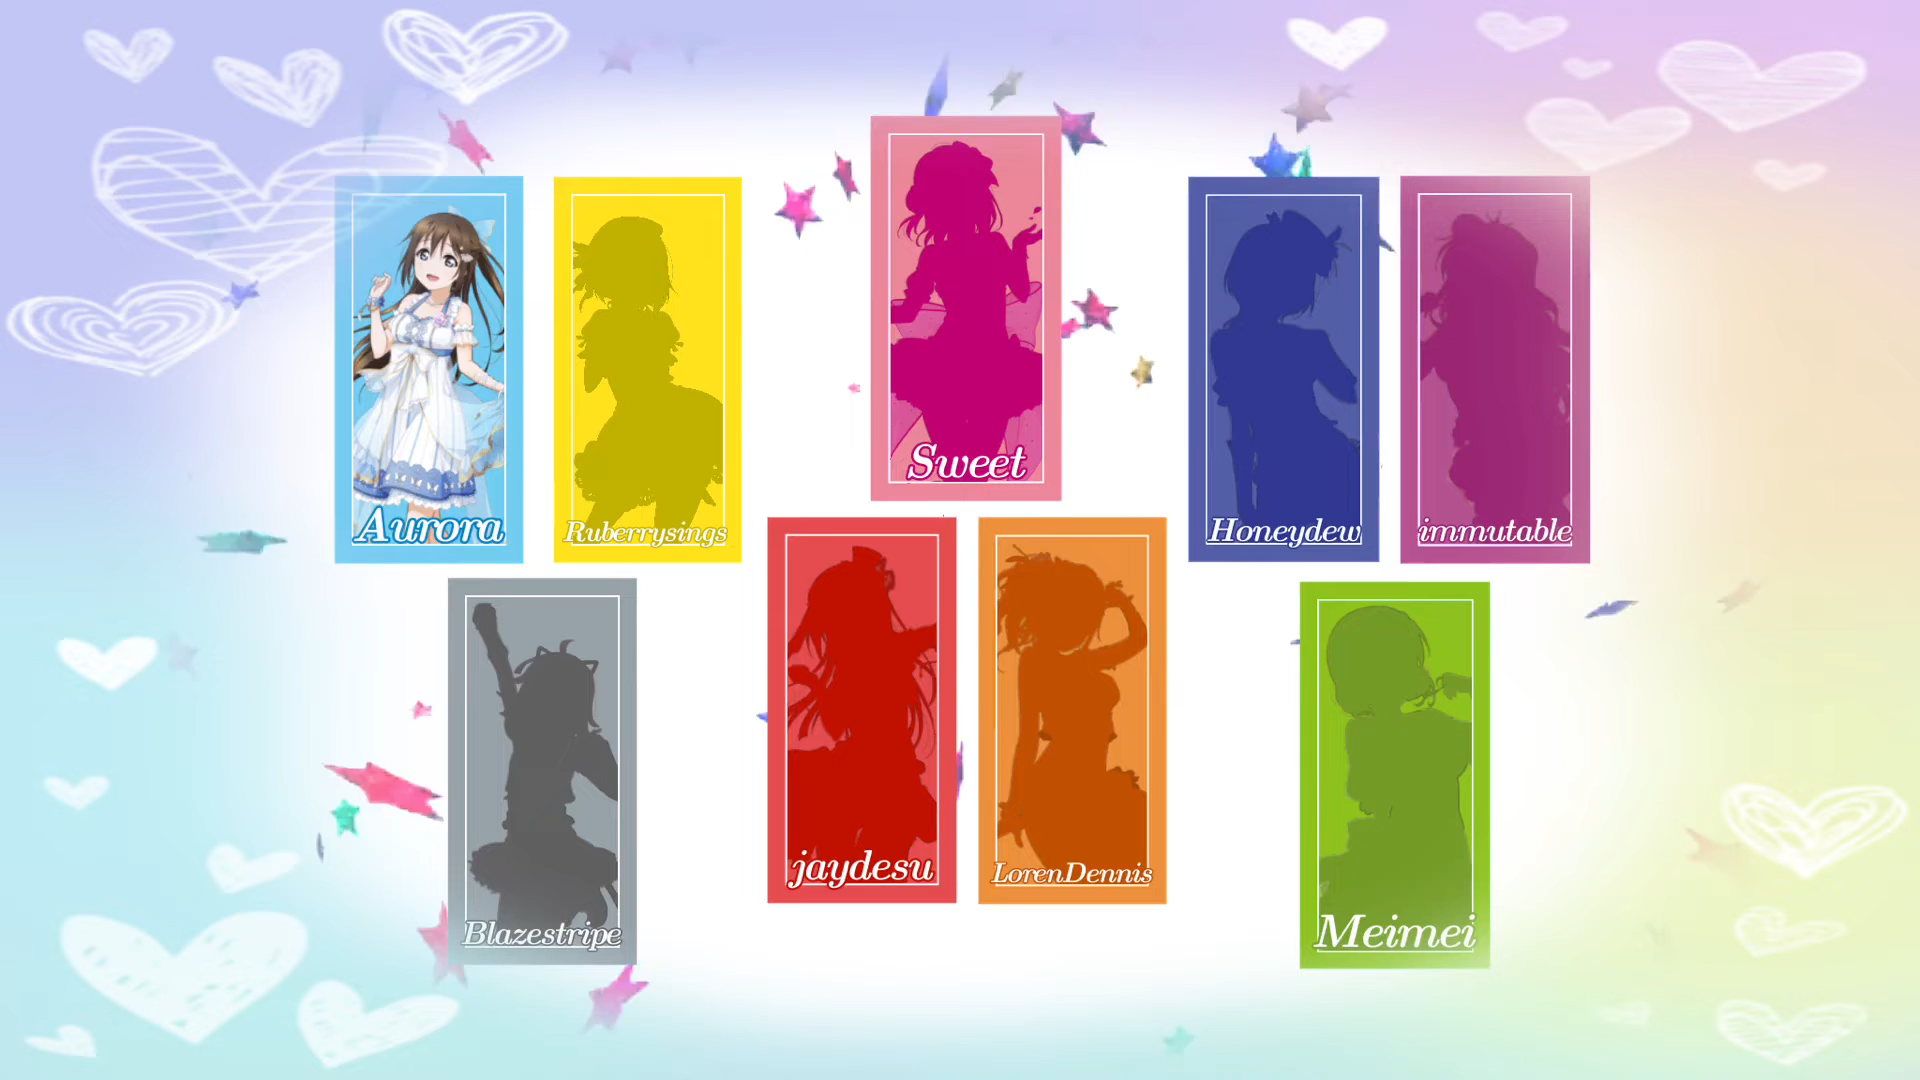 Aurora
Ruberrysings
Sweet
Honeydew
immutable
Blazestripe
jaydesu
LorenDennis
Meimei